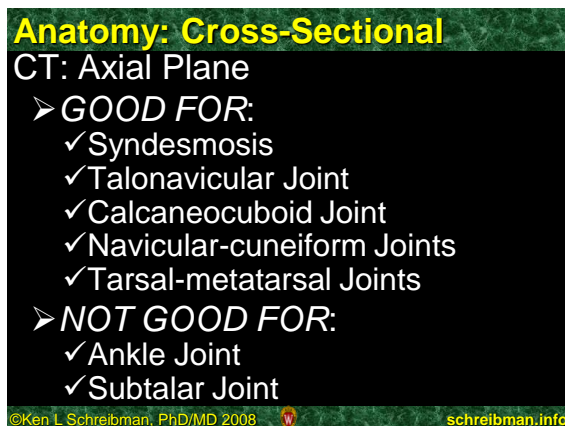 Anatomy: Cross-Sectional
CT: Axial Plane
➢GOOD FOR:
✓Syndesmosis
✓Talonavicular Joint
✓Calcaneocuboid Joint
✓Navicular-cuneiform Joints
✓Tarsal-metatarsal Joints
➢NOT GOOD FOR:
✓Ankle Joint
✓Subtalar Joint
©Ken L Schreibman, PhD/MD 2008 schreibman.info